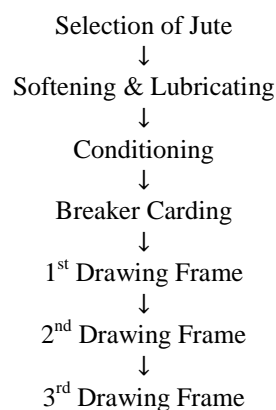 Selection of Jute
↓
Softening & Lubricating
↓
Conditioning
↓
Breaker Carding
↓
1st Drawing Frame
↓
2nd Drawing Frame
↓
3rd Drawing Frame